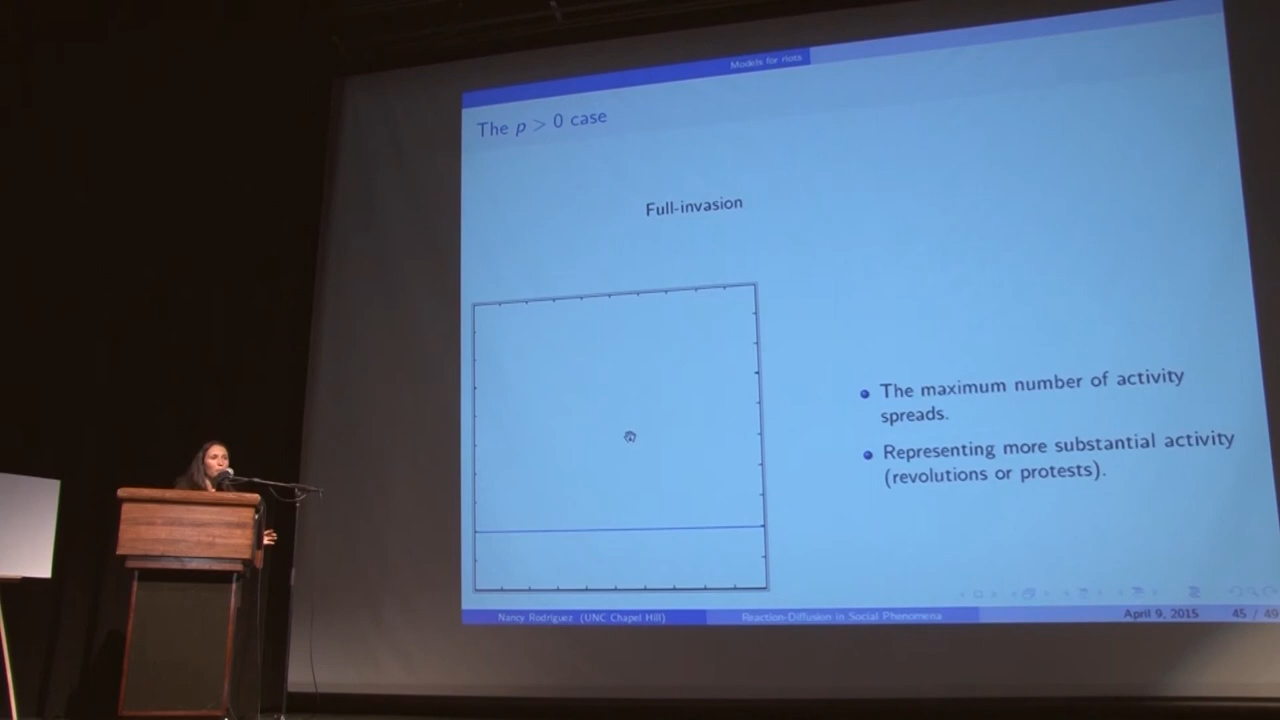 Models for riots
The p > 0 case
Full-invasion
The maximum number of activity
spreads.
Representing more substantial activity
(revolutions or protests).
Nancy Rodriguez (UNC Chapel Hill)
Reaction-Diffusion in Social Phenomena
April 9, 2015
45 / 49